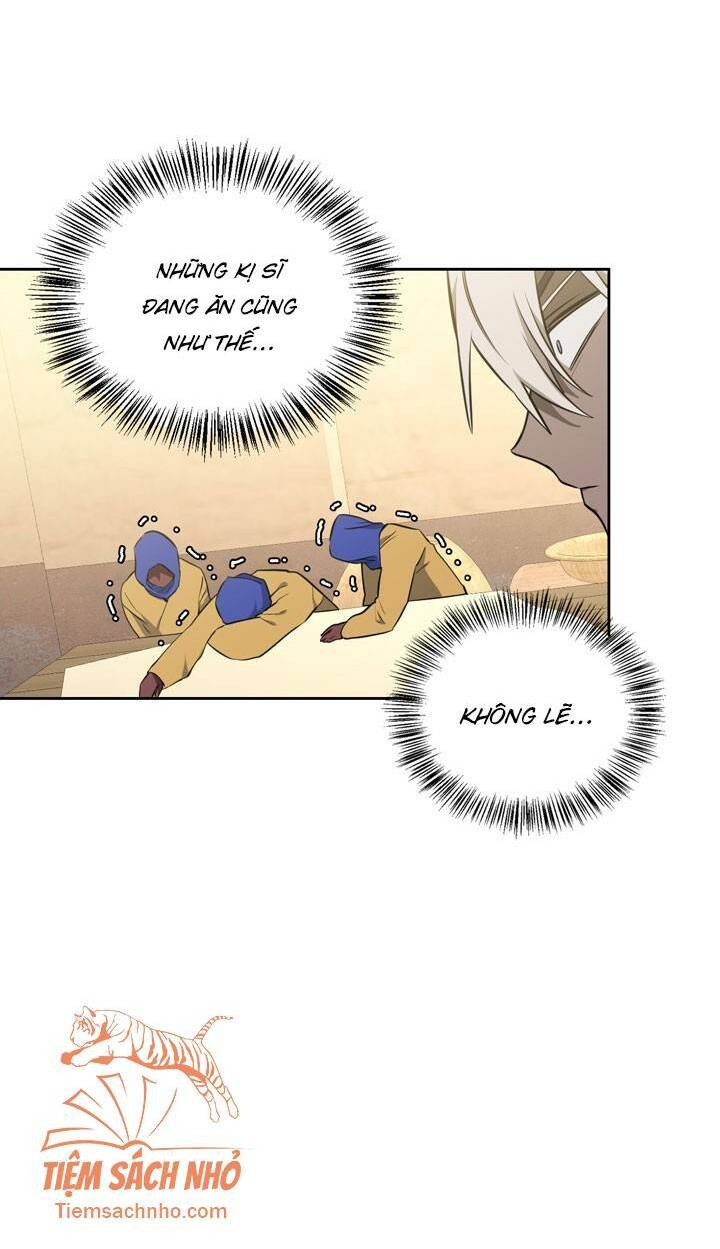 NHỮNG KỊ SĨ
ĐANG ĂN CŨNG
NHƯ THẾ...
KHÔNG LẼ...
TIỆM SÁCH NHỎ
Tiemsachnho.com